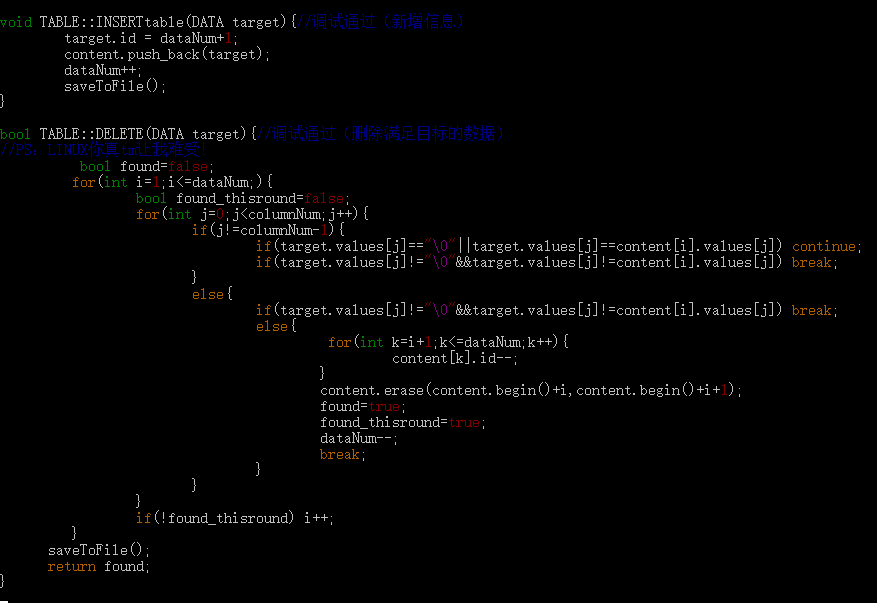 void TABLE::INSERTtable(DATA target){//调试通过（新增信息）
        target.id = dataNum+1;
        content.push_back(target);
        dataNum++;
        saveToFile();
}
bool TABLE::DELETE(DATA target){//调试通过（删除满足目标的数据）
//PS：LINUX你真tm让我
          bool found=false;
         for(int i=1;i<=dataNum;){
                 bool found_thisround=false;
                 for(int j=0;j<columnNum;j++){
                        if(j!=columnNum-1){
                                if(target.values[j]=="\0"||target.values[j]==content[i].values[j]) continue;
                                if(target.values[j]!="\0"&&target.values[j]!=content[i].values[j]) break;
                        }
                        else{
                                if(target.values[j]!="\0"&&target.values[j]!=content[i].values[j]) break;
                                else{
                                         for(int k=i+1;k<=dataNum;k++){
                                                 content[k].id--;
                                        }
                                        content.erase(content.begin()+i,content.begin()+i+1);
                                        found=true;
                                        found_thisround=true;
                                        dataNum--;
                                        break;
                                }
                        }
                 }
                 if(!found_thisround) i++;
         }
      saveToFile();
      return found;
}